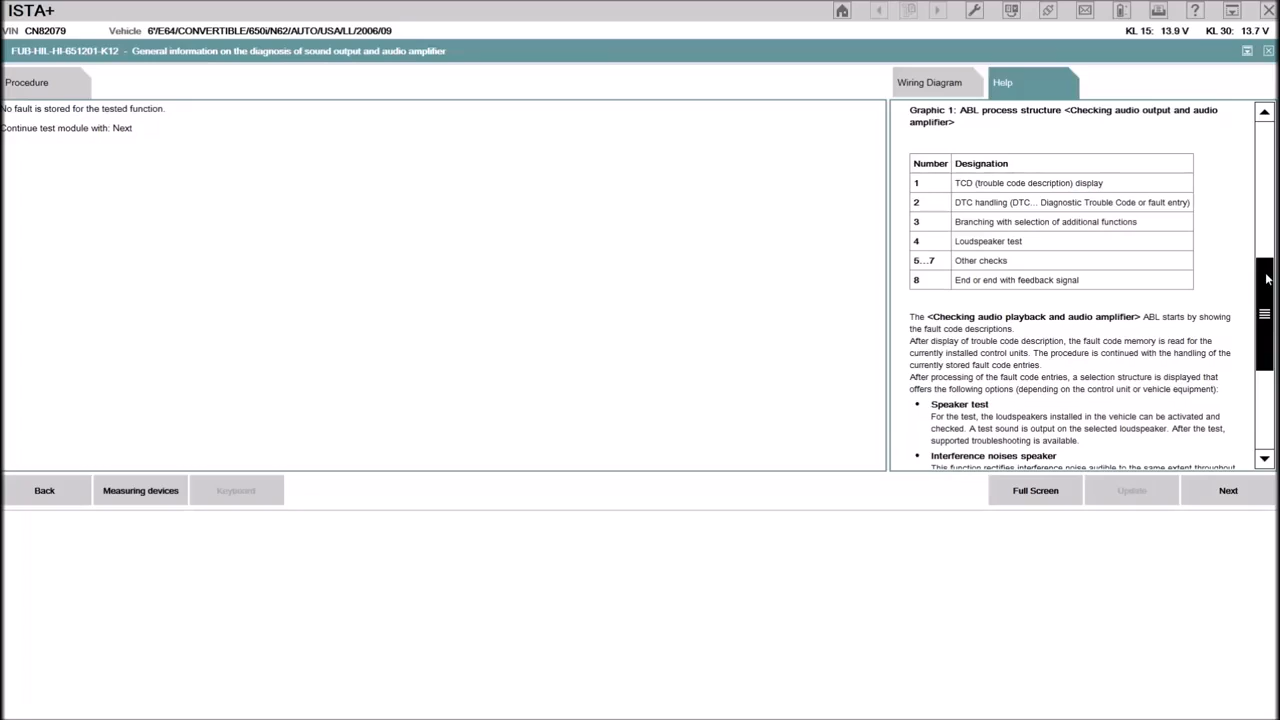 ISTA+
VIN CN82079 Vehicle 6'/E64/CONVERTIBLE/650i/N62/AUTO/USA/LL/2006/09 KL 15: 13.9 V KL 30: 13.7 V
FUB-HIL-HI-651201-K12 - General information on the diagnosis of sound output and audio amplifier
Procedure
No fault is stored for the tested function.
Continue test module with: Next
Wiring Diagram Help
Graphic 1: ABL process structure <Checking audio output and audio
amplifier>
Number Designation
1 TCD (trouble code description) display
2 DTC handling (DTC... Diagnostic Trouble Code or fault entry)
3 Branching with selection of additional functions
4 Loudspeaker test
5...7 Other checks
8 End or end with feedback signal
The <Checking audio playback and audio amplifier> ABL starts by showing
the fault code descriptions.
After display of trouble code description, the fault code memory is read for the
currently installed control units. The procedure is continued with the handling of the
currently stored fault code entries.
After processing of the fault code entries, a selection structure is displayed that
offers the following options (depending on the control unit or vehicle equipment):
• Speaker test
For the test, the loudspeakers installed in the vehicle can be activated and
checked. A test sound is output on the selected loudspeaker. After the test,
supported troubleshooting is available.
• Interference noises speaker
This function rectifies interference noise audible to the same extent throughout
Back Measuring devices Keyboard Full Screen Update Next